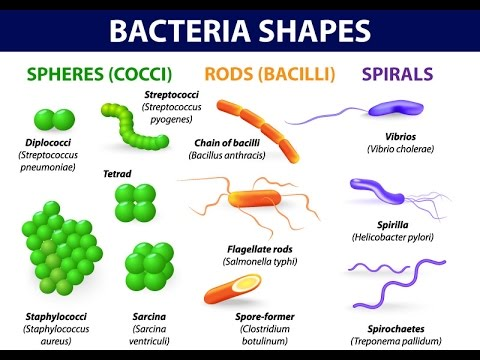 BACTERIA SHAPES
SPHERES (COCCI)
RODS (BACILLI)
SPIRALS
Diplococci
(Streptococcus
pneumoniae)
Streptococci
(Streptococcus
pyogenes)
Tetrad
Staphylococci
(Staphylococcus
aureus)
Sarcina
(Sarcina
ventriculi)
Chain of bacilli
(Bacillus anthracis)
Flagellate rods
(Salmonella typhi)
Spore-former
(Clostridium
botulinum)
Vibrios
(Vibrio cholerae)
Spirilla
(Helicobacter pylori)
Spirochaetes
(Treponema pallidum)